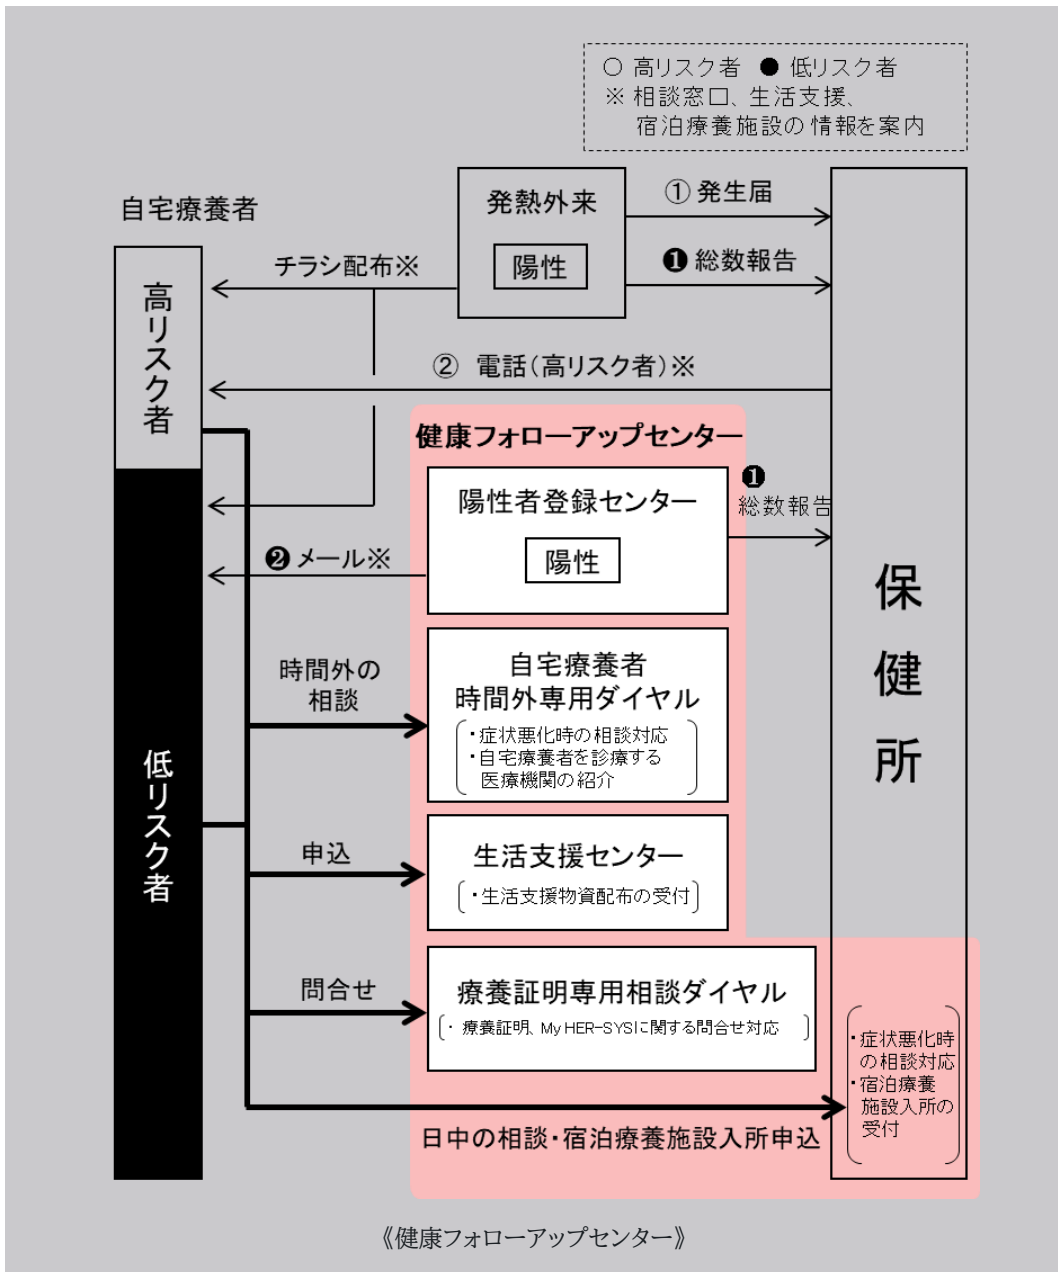 ○ 高リスク者 ● 低リスク者
※ 相談窓口、生活支援、
宿泊療養施設の情報を案内
自宅療養者
発熱外来
陽性
① 発生届
❶ 総数報告
チラシ配布※
高リスク者
② 電話(高リスク者)※
健康フォローアップセンター
陽性者登録センター
陽性
❶
総数報告
❷メール※
保健所
低リスク者
時間外の
相談
自宅療養者
時間外専用ダイヤル
・症状悪化時の相談対応
・自宅療養者を診療する
医療機関の紹介
申込
生活支援センター
・生活支援物資配布の受付
問合せ
療養証明専用相談ダイヤル
・療養証明、My HER-SYSに関する問合せ対応
・症状悪化時
の相談対応
・宿泊療養
施設入所の
受付
日中の相談・宿泊療養施設入所申込
《健康フォローアップセンター》